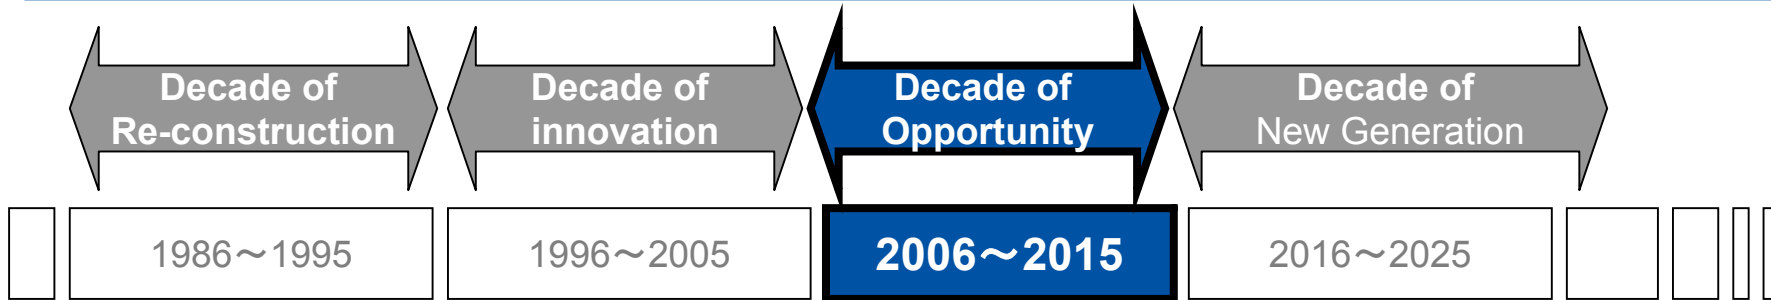 Decade of
Re-construction
Decade of
innovation
Decade of
Opportunity
Decade of
New Generation
1986～1995
1996～2005
2006～2015
2016～2025